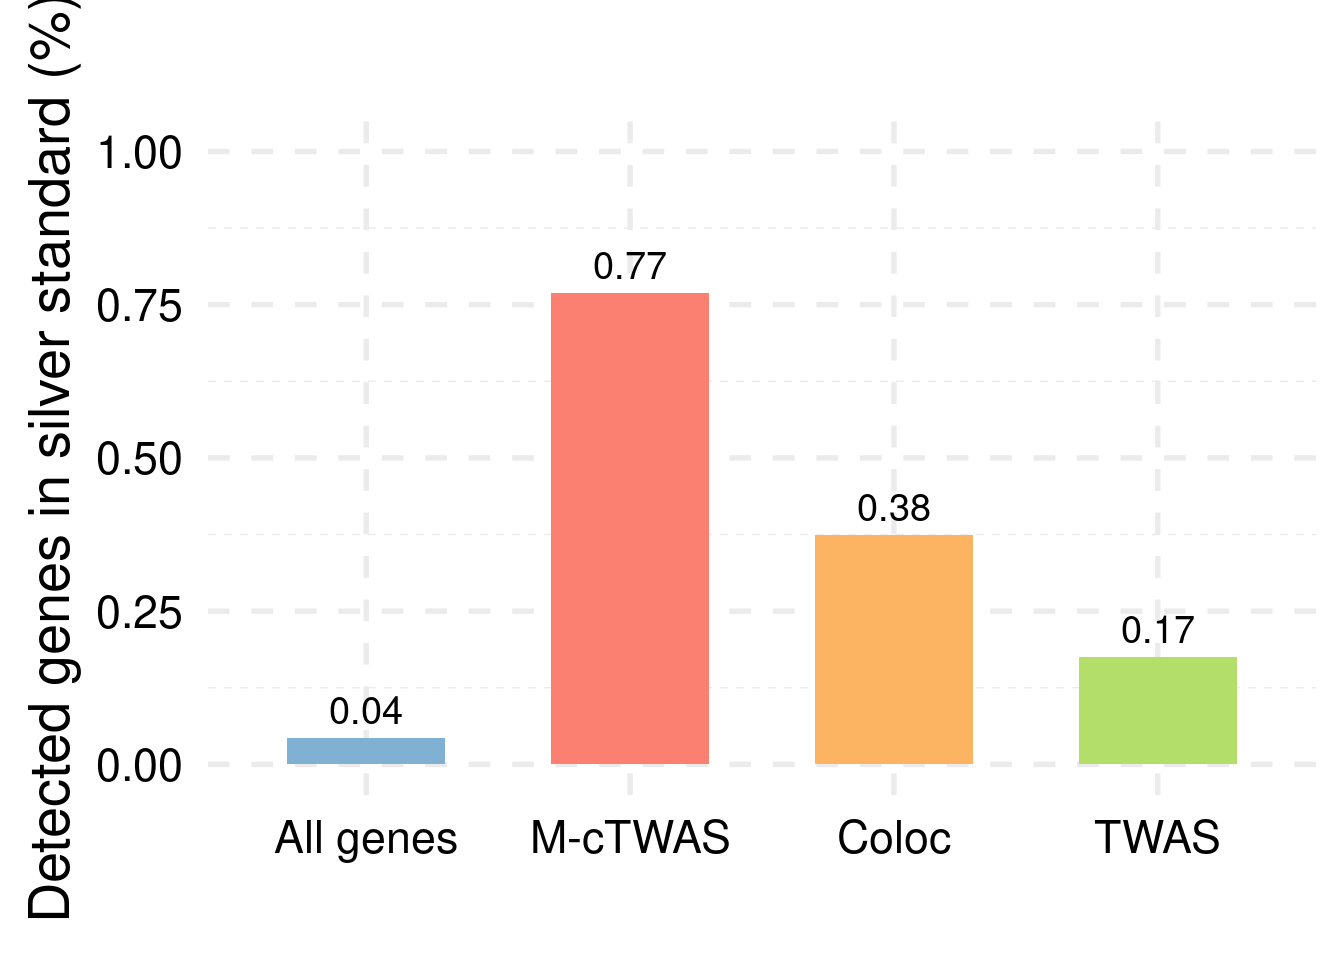 Detected genes in silver standard (%)
1.00
0.75
0.50
0.25
0.00
0.04
0.77
0.38
0.17
All genes
M-cTWAS
Coloc
TWAS